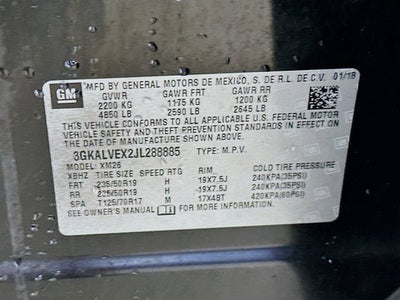 GM
MFD BY GENERAL MOTORS DE MEXICO, S. DE R.L. DE C.V. 01/18
GVWR GAWR FRT GAWR RR
2200 KG 1175 KG 1200 KG
4850 LB 2590 LB 2645 LB
THIS VEHICLE CONFORMS TO ALL APPLICABLE U.S. FEDERAL MOTOR
VEHICLE SAFETY, BUMPER, AND THEFT PREVENTION STANDARDS IN EFFECT ON
THE DATE OF MANUFACTURE SHOWN ABOVE.
3GKALVEX2JL288885 TYPE: M.P.V.
MODEL: XM26
XBHZ TIRE SIZE SPEED RTG RIM COLD TIRE PRESSURE
FRT 235/50R19 H 19X7.5J 240KPA(35PSI)
RR 235/50R19 H 19X7.5J 240KPA(35PSI)
SPA T125/70R17 M 17X4BT 420KPA(60PSI)
SEE OWNER'S MANUAL FOR MORE INFORMATION.